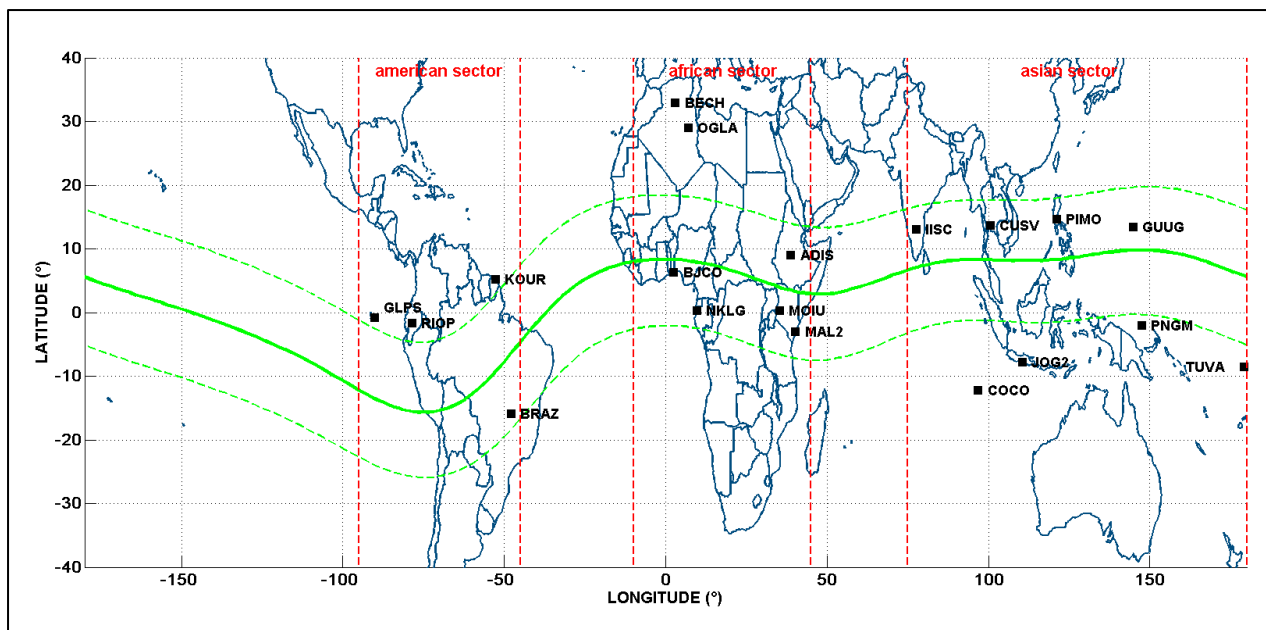 american sector
african sector
asian sector
40
30
20
10
0
-10
-20
-30
-40
LATITUDE (°)
BECH
OGLA
IISC
CUSV
PIMO
GUUG
ADIS
KOUR
BJCO
GLPS
RIOP
NKLG
MOIU
MAL2
PNGM
JOG2
TUVA
COCO
BRAZ
-150
-100
-50
0
50
100
150
LONGITUDE (°)